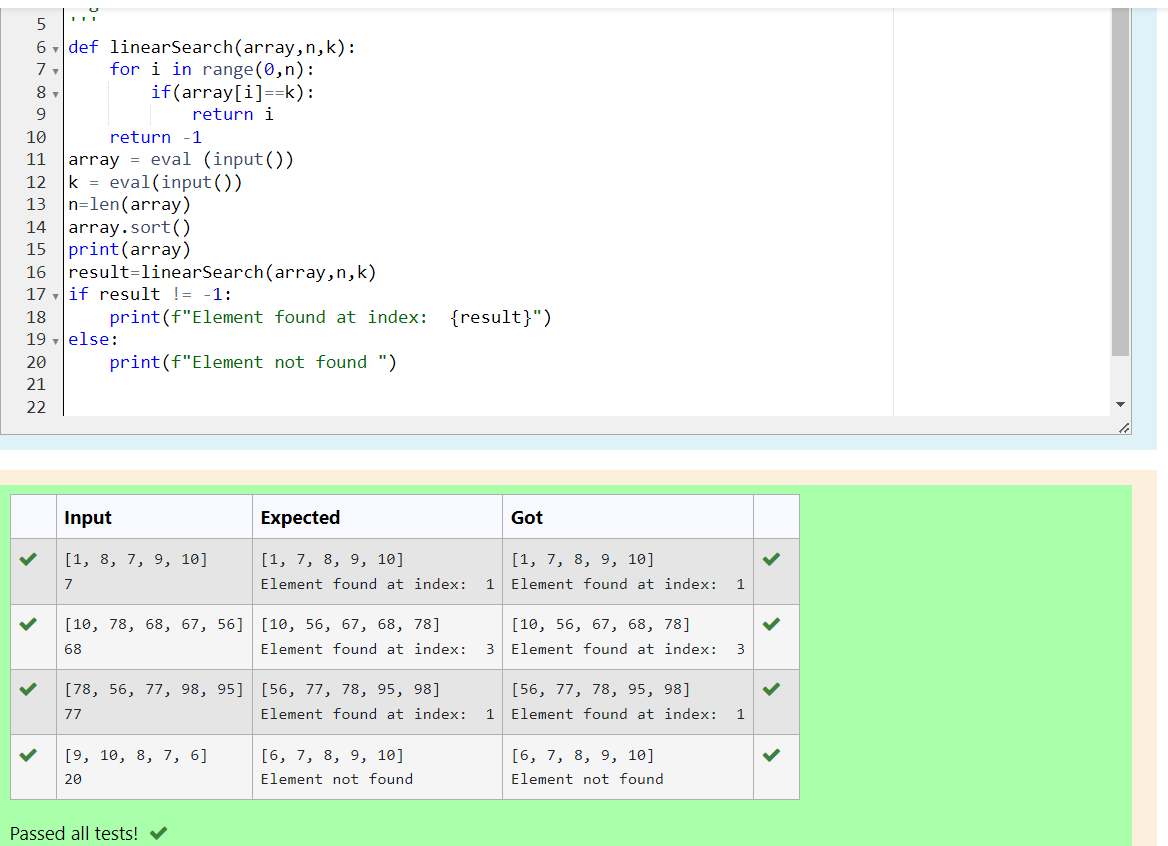 5 '''
6 def linearSearch(array,n,k):
7     for i in range(0,n):
8         if(array[i]==k):
9             return i
10     return -1
11 array = eval (input())
12 k = eval(input())
13 n=len(array)
14 array.sort()
15 print(array)
16 result=linearSearch(array,n,k)
17 if result != -1:
18     print(f"Element found at index:  {result}")
19 else:
20     print(f"Element not found ")
21
22
Input Expected Got
[1, 8, 7, 9, 10] [1, 7, 8, 9, 10] [1, 7, 8, 9, 10]
7 Element found at index:  1 Element found at index:  1
[10, 78, 68, 67, 56] [10, 56, 67, 68, 78] [10, 56, 67, 68, 78]
68 Element found at index:  3 Element found at index:  3
[78, 56, 77, 98, 95] [56, 77, 78, 95, 98] [56, 77, 78, 95, 98]
77 Element found at index:  1 Element found at index:  1
[9, 10, 8, 7, 6] [6, 7, 8, 9, 10] [6, 7, 8, 9, 10]
20 Element not found Element not found
Passed all tests!